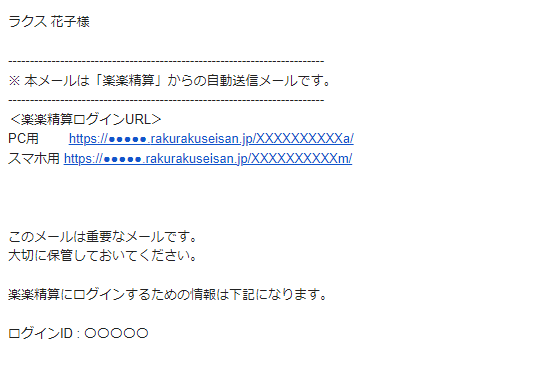 ラクス 花子様
-------------------------------------------------------------------------
※ 本メールは「楽楽精算」からの自動送信メールです。
-------------------------------------------------------------------------
＜楽楽精算ログインURL＞
PC用 https://●●●●●.rakurakuseisan.jp/XXXXXXXXXXa/
スマホ用 https://●●●●●.rakurakuseisan.jp/XXXXXXXXXXm/
このメールは重要なメールです。
大切に保管しておいてください。
楽楽精算にログインするための情報は下記になります。
ログインID : 〇〇〇〇〇